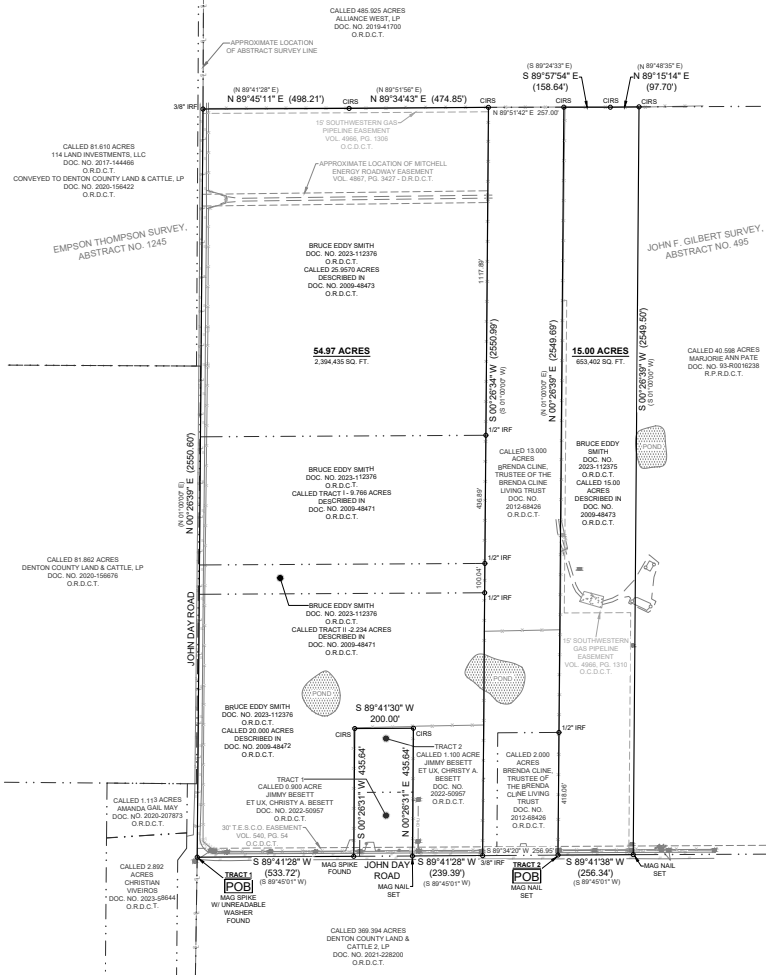 CALLED 485.925 ACRES
ALLIANCE WEST, LP
DOC. NO. 2019-41700
O.R.D.C.T.
APPROXIMATE LOCATION
OF ABSTRACT SURVEY LINE
(N 89°41'28" E)
N 89°45'11" E (498.21')
(N 89°51'56" E)
N 89°34'43" E (474.85')
(S 89°24'33" E)
S 89°57'54" E
(158.64')
(N 89°48'35" E)
N 89°15'14" E
(97.70')
3/8" IRF
CIRS
CIRS
CIRS
CIRS
CIRS
N 89°51'42" E 257.00'
15' SOUTHWESTERN GAS
PIPELINE EASEMENT
VOL. 4966, PG. 1306
O.C.D.C.T.
CALLED 81.610 ACRES
114 LAND INVESTMENTS, LLC
DOC. NO. 2017-144466
O.R.D.C.T.
CONVEYED TO DENTON COUNTY LAND & CATTLE, LP
DOC. NO. 2020-156422
O.R.D.C.T.
APPROXIMATE LOCATION OF MITCHELL
ENERGY ROADWAY EASEMENT
VOL. 4867, PG. 3427 - D.R.D.C.T.
EMPSON THOMPSON SURVEY,
ABSTRACT NO. 1245
JOHN F. GILBERT SURVEY,
ABSTRACT NO. 495
BRUCE EDDY SMITH
DOC. NO. 2023-112376
O.R.D.C.T.
CALLED 25.9570 ACRES
DESCRIBED IN
DOC. NO.
2009-48473
O.R.D.C.T.
1117.89'
S 00°26'34" W (2550.99')
(S 01°00'00" W)
N 00°26'39" E (2549.69')
(N 01°00'00" E)
S 00°26'39" W (2549.50')
(S 01°00'00" W)
54.97 ACRES
2,394,435 SQ. FT.
15.00 ACRES
653,402 SQ. FT.
CALLED 40.598 ACRES
MARJORIE ANN PATE
DOC. NO. 93-R0016238
R.P.R.D.C.T.
1/2" IRF
POND
CALLED 13.000
ACRES
BRENDA CLINE,
TRUSTEE OF THE
BRENDA CLINE
LIVING TRUST
DOC. NO.
2012-68426
O.R.D.C.T.
BRUCE EDDY
SMITH
DOC. NO.
2023-112375
O.R.D.C.T.
CALLED 15.00
ACRES
DESCRIBED IN
DOC. NO.
2009-48473
O.R.D.C.T.
BRUCE EDDY SMITH
DOC. NO. 2023-112376
O.R.D.C.T.
CALLED TRACT I - 9.766 ACRES
DESCRIBED IN
DOC. NO.
2009-48471
O.R.D.C.T.
(N 01°00'00" E)
N 00°26'39" E (2550.60')
436.89'
1/2" IRF
100.04'
1/2" IRF
CALLED 81.862 ACRES
DENTON COUNTY LAND & CATTLE, LP
DOC. NO. 2020-156676
O.R.D.C.T.
JOHN DAY ROAD
BRUCE EDDY SMITH
DOC. NO. 2023-112376
O.R.D.C.T.
CALLED TRACT II -2.234 ACRES
DESCRIBED IN
DOC. NO.
2009-48471
O.R.D.C.T.
15' SOUTHWESTERN
GAS PIPELINE
EASEMENT
VOL. 4966, PG. 1310
O.C.D.C.T.
POND
POND
BRUCE EDDY SMITH
DOC. NO. 2023-112376
O.R.D.C.T.
CALLED 20.000 ACRES
DESCRIBED IN
DOC. NO. 2009-48472
O.R.D.C.T.
S 89°41'30" W
200.00'
CIRS
CIRS
1/2" IRF
S 00°26'31" W 435.64'
N 00°26'31" E 435.64'
TRACT 2
CALLED 1.100 ACRE
JIMMY BESETT
ET UX, CHRISTY A.
BESETT
DOC. NO.
2022-50957
O.R.D.C.T.
TRACT 1
CALLED 0.900 ACRE
JIMMY BESETT
ET UX, CHRISTY A. BESETT
DOC. NO. 2022-50957
O.R.D.C.T.
CALLED 2.000
ACRES
BRENDA CLINE,
TRUSTEE OF
THE BRENDA
CLINE LIVING
TRUST
DOC. NO.
2012-68426
O.R.D.C.T.
418.06'
CALLED 1.113 ACRES
AMANDA GAIL MAY
DOC. NO. 2020-207873
O.R.D.C.T.
30' T.E.S.C.O. EASEMENT
VOL. 540, PG. 54
O.C.D.C.T.
CALLED 2.892
ACRES
CHRISTIAN
VIVEIROS
DOC. NO. 2023-58644
O.R.D.C.T.
TRACT 1
POB
MAG SPIKE
W/ UNREADABLE
WASHER
FOUND
S 89°41'28" W
(533.72')
(S 89°45'01" W)
MAG SPIKE
FOUND
JOHN DAY
ROAD
MAG NAIL
SET
S 89°41'28" W
(239.39')
(S 89°45'01" W)
3/8" IRF
S 89°34'20" W 256.95'
TRACT 2
POB
MAG NAIL
SET
S 89°41'38" W
(256.34')
(S 89°45'01" W)
MAG NAIL
SET
CALLED 369.394 ACRES
DENTON COUNTY LAND &
CATTLE 2, LP
DOC. NO. 2021-228200
O.R.D.C.T.